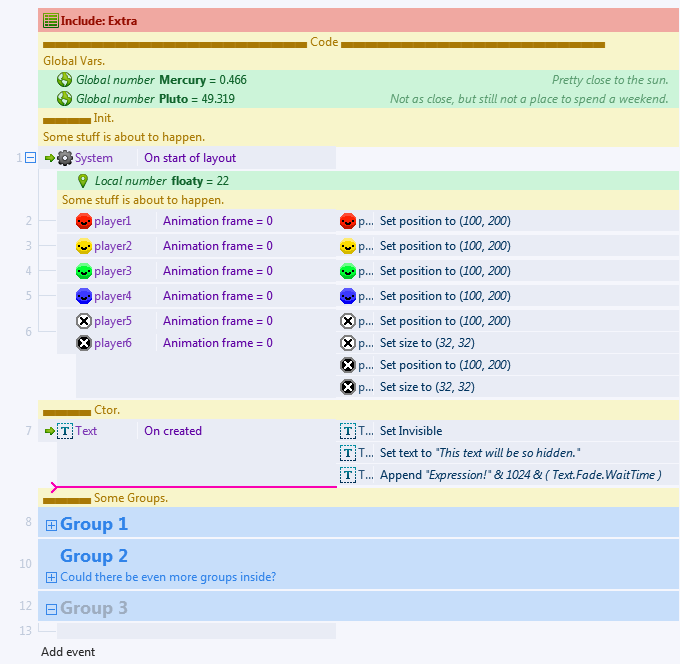 Include: Extra
Code
Global Vars.
Global number Mercury = 0.466 Pretty close to the sun.
Global number Pluto = 49.319 Not as close, but still not a place to spend a weekend.
Init.
Some stuff is about to happen.
1 System On start of layout
Local number floaty = 22
Some stuff is about to happen.
2 player1 Animation frame = 0 p... Set position to (100, 200)
3 player2 Animation frame = 0 p... Set position to (100, 200)
4 player3 Animation frame = 0 p... Set position to (100, 200)
5 player4 Animation frame = 0 p... Set position to (100, 200)
player5 Animation frame = 0 p... Set position to (100, 200)
6 player6 Animation frame = 0 p... Set size to (32, 32)
p... Set position to (100, 200)
p... Set size to (32, 32)
Ctor.
7 T Text On created T T... Set Invisible
T T... Set text to "This text will be so hidden."
T T... Append "Expression!" & 1024 & ( Text.Fade.WaitTime )
Some Groups.
8 Group 1
Group 2
10 Could there be even more groups inside?
12 Group 3
13
Add event